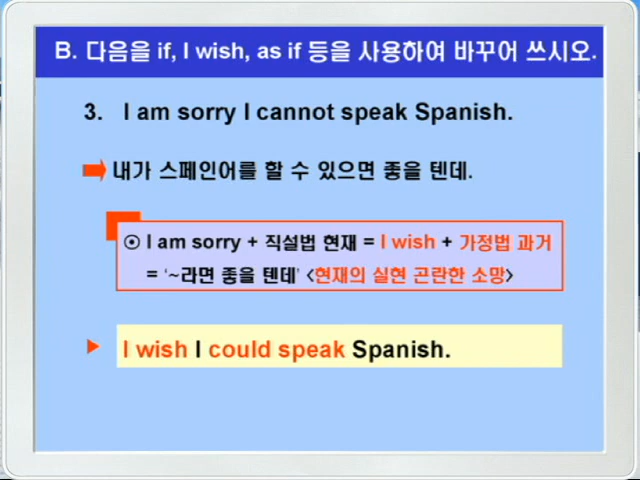 B. 다음을 if, I wish, as if 등을 사용하여 바꾸어 쓰시오.
3. I am sorry I cannot speak Spanish.
내가 스페인어를 할 수 있으면 좋을 텐데.
⊙ I am sorry + 직설법 현재 = I wish + 가정법 과거
= ‘~라면 좋을 텐데’ <현재의 실현 곤란한 소망>
I wish I could speak Spanish.